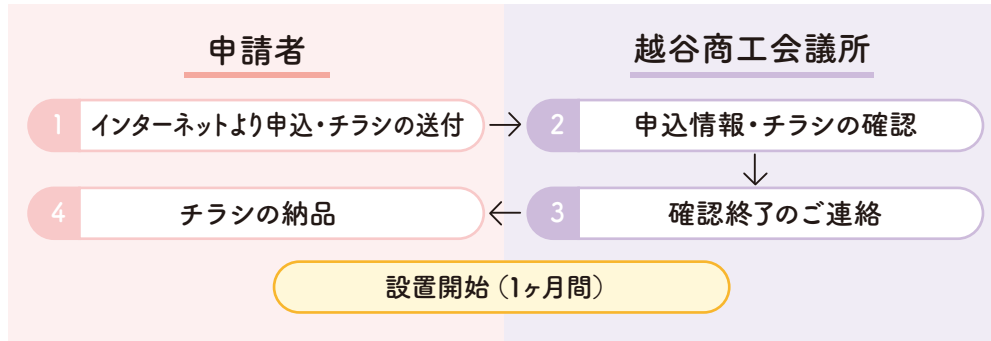 申請者
越谷商工会議所
1 インターネットより申込・チラシの送付
2 申込情報・チラシの確認
3 確認終了のご連絡
4 チラシの納品
設置開始（1ヶ月間）